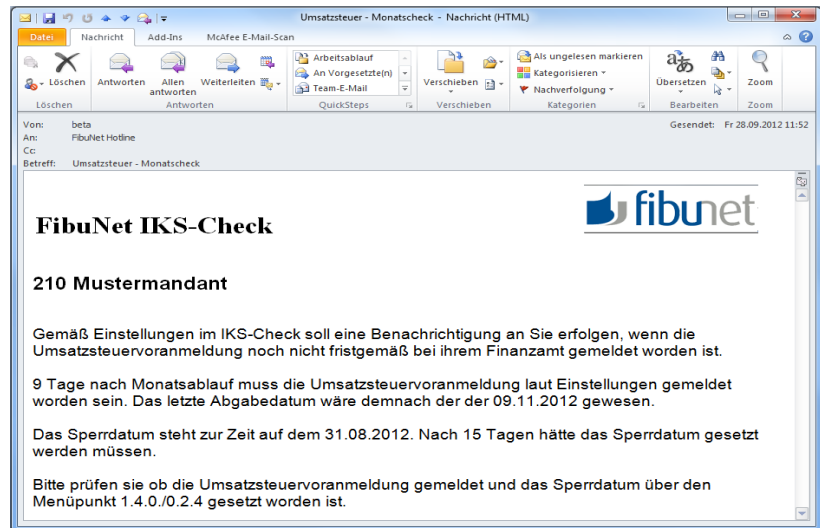 Umsatzsteuer - Monatscheck - Nachricht (HTML)
Datei Nachricht Add-Ins McAfee E-Mail-Scan
Löschen
Antworten
Allen antworten
Weiterleiten
Arbeitsablauf
An Vorgesetzte(n)
Team-E-Mail
Verschieben
Als ungelesen markieren
Kategorisieren
Nachverfolgung
Übersetzen
Zoom
Löschen Antworten QuickSteps Verschieben Kategorien Bearbeiten Zoom
Von: beta Gesendet: Fr 28.09.2012 11:52
An: FibuNet Hotline
Cc:
Betreff: Umsatzsteuer - Monatscheck
fibunet
FibuNet IKS-Check
210 Mustermandant
Gemäß Einstellungen im IKS-Check soll eine Benachrichtigung an Sie erfolgen, wenn die
Umsatzsteuervoranmeldung noch nicht fristgemäß bei ihrem Finanzamt gemeldet worden ist.
9 Tage nach Monatsablauf muss die Umsatzsteuervoranmeldung laut Einstellungen gemeldet
worden sein. Das letzte Abgabedatum wäre demnach der der 09.11.2012 gewesen.
Das Sperrdatum steht zur Zeit auf dem 31.08.2012. Nach 15 Tagen hätte das Sperrdatum gesetzt
werden müssen.
Bitte prüfen sie ob die Umsatzsteuervoranmeldung gemeldet und das Sperrdatum über den
Menüpunkt 1.4.0./0.2.4 gesetzt worden ist.